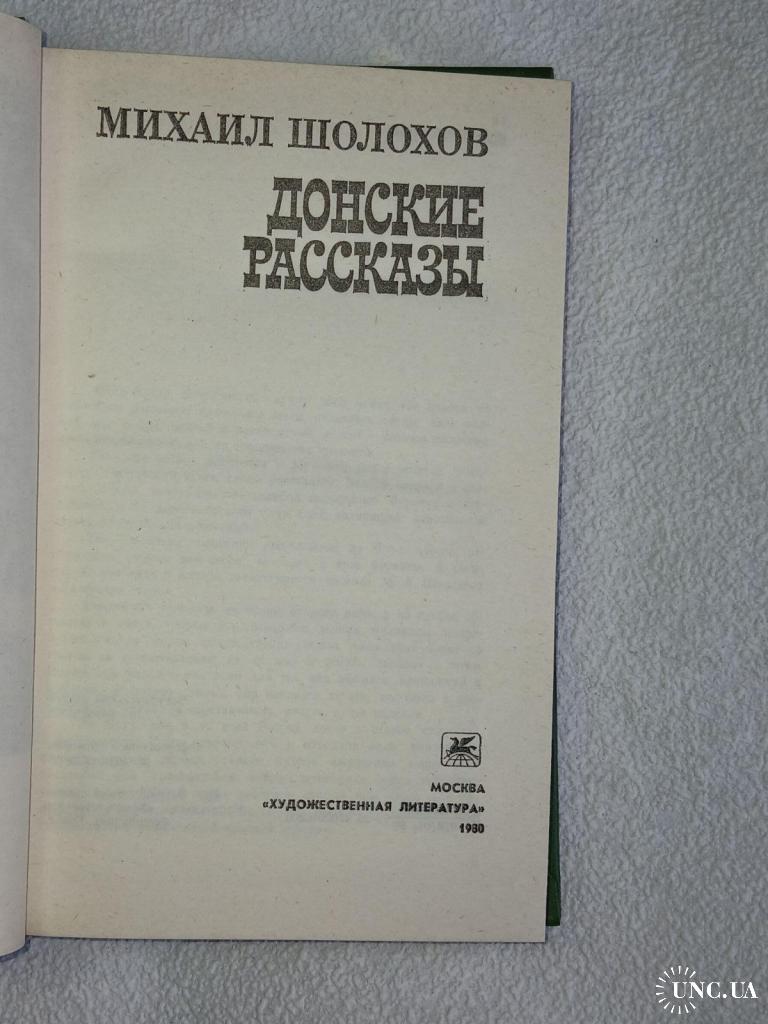 МИХАИЛ ШОЛОХОВ
ДОНСКИЕ
РАССКАЗЫ
МОСКВА
«ХУДОЖЕСТВЕННАЯ ЛИТЕРАТУРА»
1980
UNC.UA